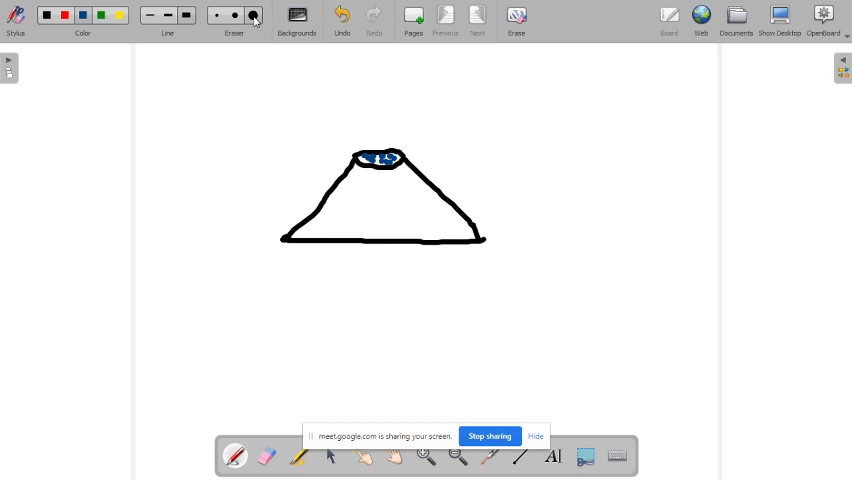 Stylus Color Line Eraser Backgrounds Undo Redo Pages Previous Next Erase Board Web Documents Show Desktop OpenBoard
meet.google.com is sharing your screen. Stop sharing Hide
A